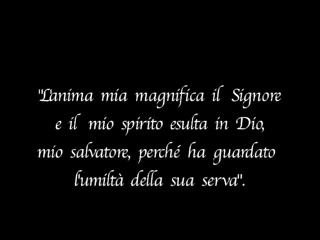 "L'anima mia magnifica il Signore
e il mio spirito esulta in Dio,
mio salvatore, perché ha guardato
l'umiltà della sua serva".